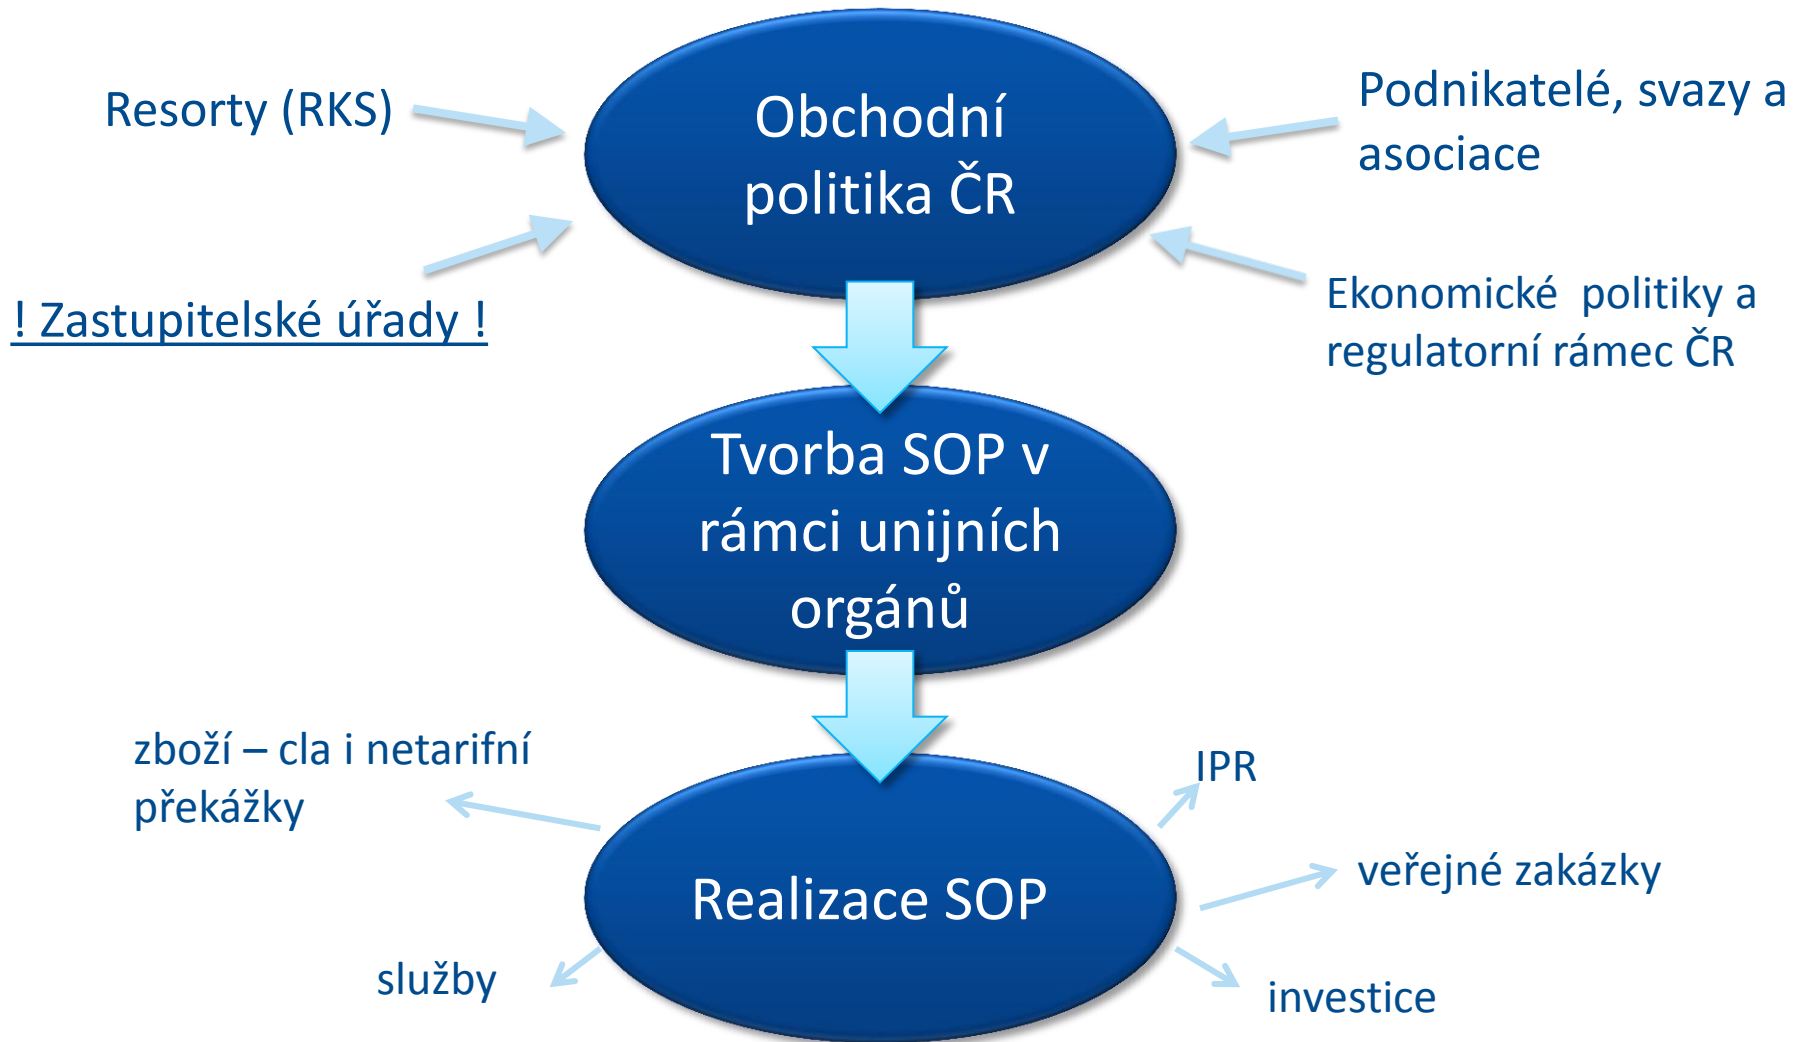 Resorty (RKS)
Obchodní
politika ČR
Podnikatelé, svazy a
asociace
! Zastupitelské úřady !
Ekonomické  politiky a
regulatorní rámec ČR
Tvorba SOP v
rámci unijních
orgánů
zboží – cla i netarifní
překážky
IPR
Realizace SOP
veřejné zakázky
služby
investice